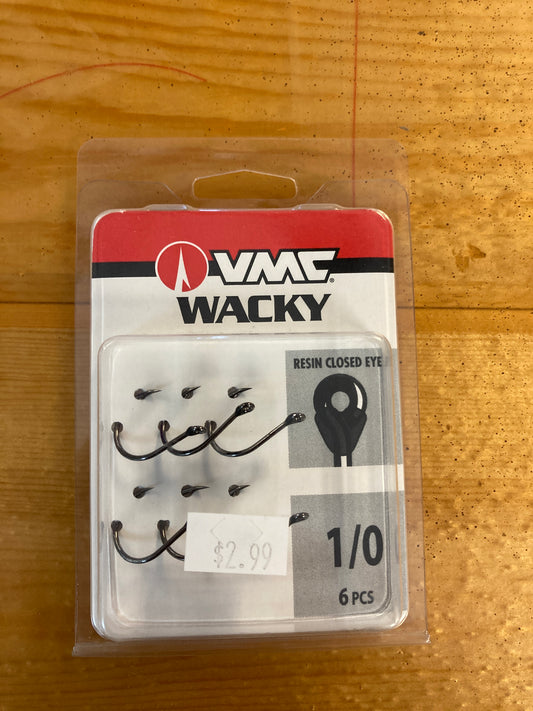 VMC
WACKY
RESIN CLOSED EYE
$2.99
1/0
6 PCS